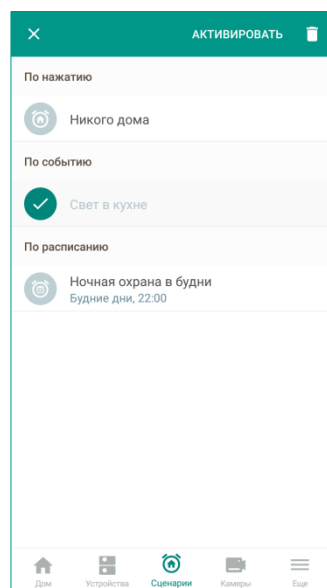 АКТИВИРОВАТЬ
По нажатию
Никого дома
По событию
Свет в кухне
По расписанию
Ночная охрана в будни
Будние дни, 22:00
Дом Устройства Сценарии Камеры Еще